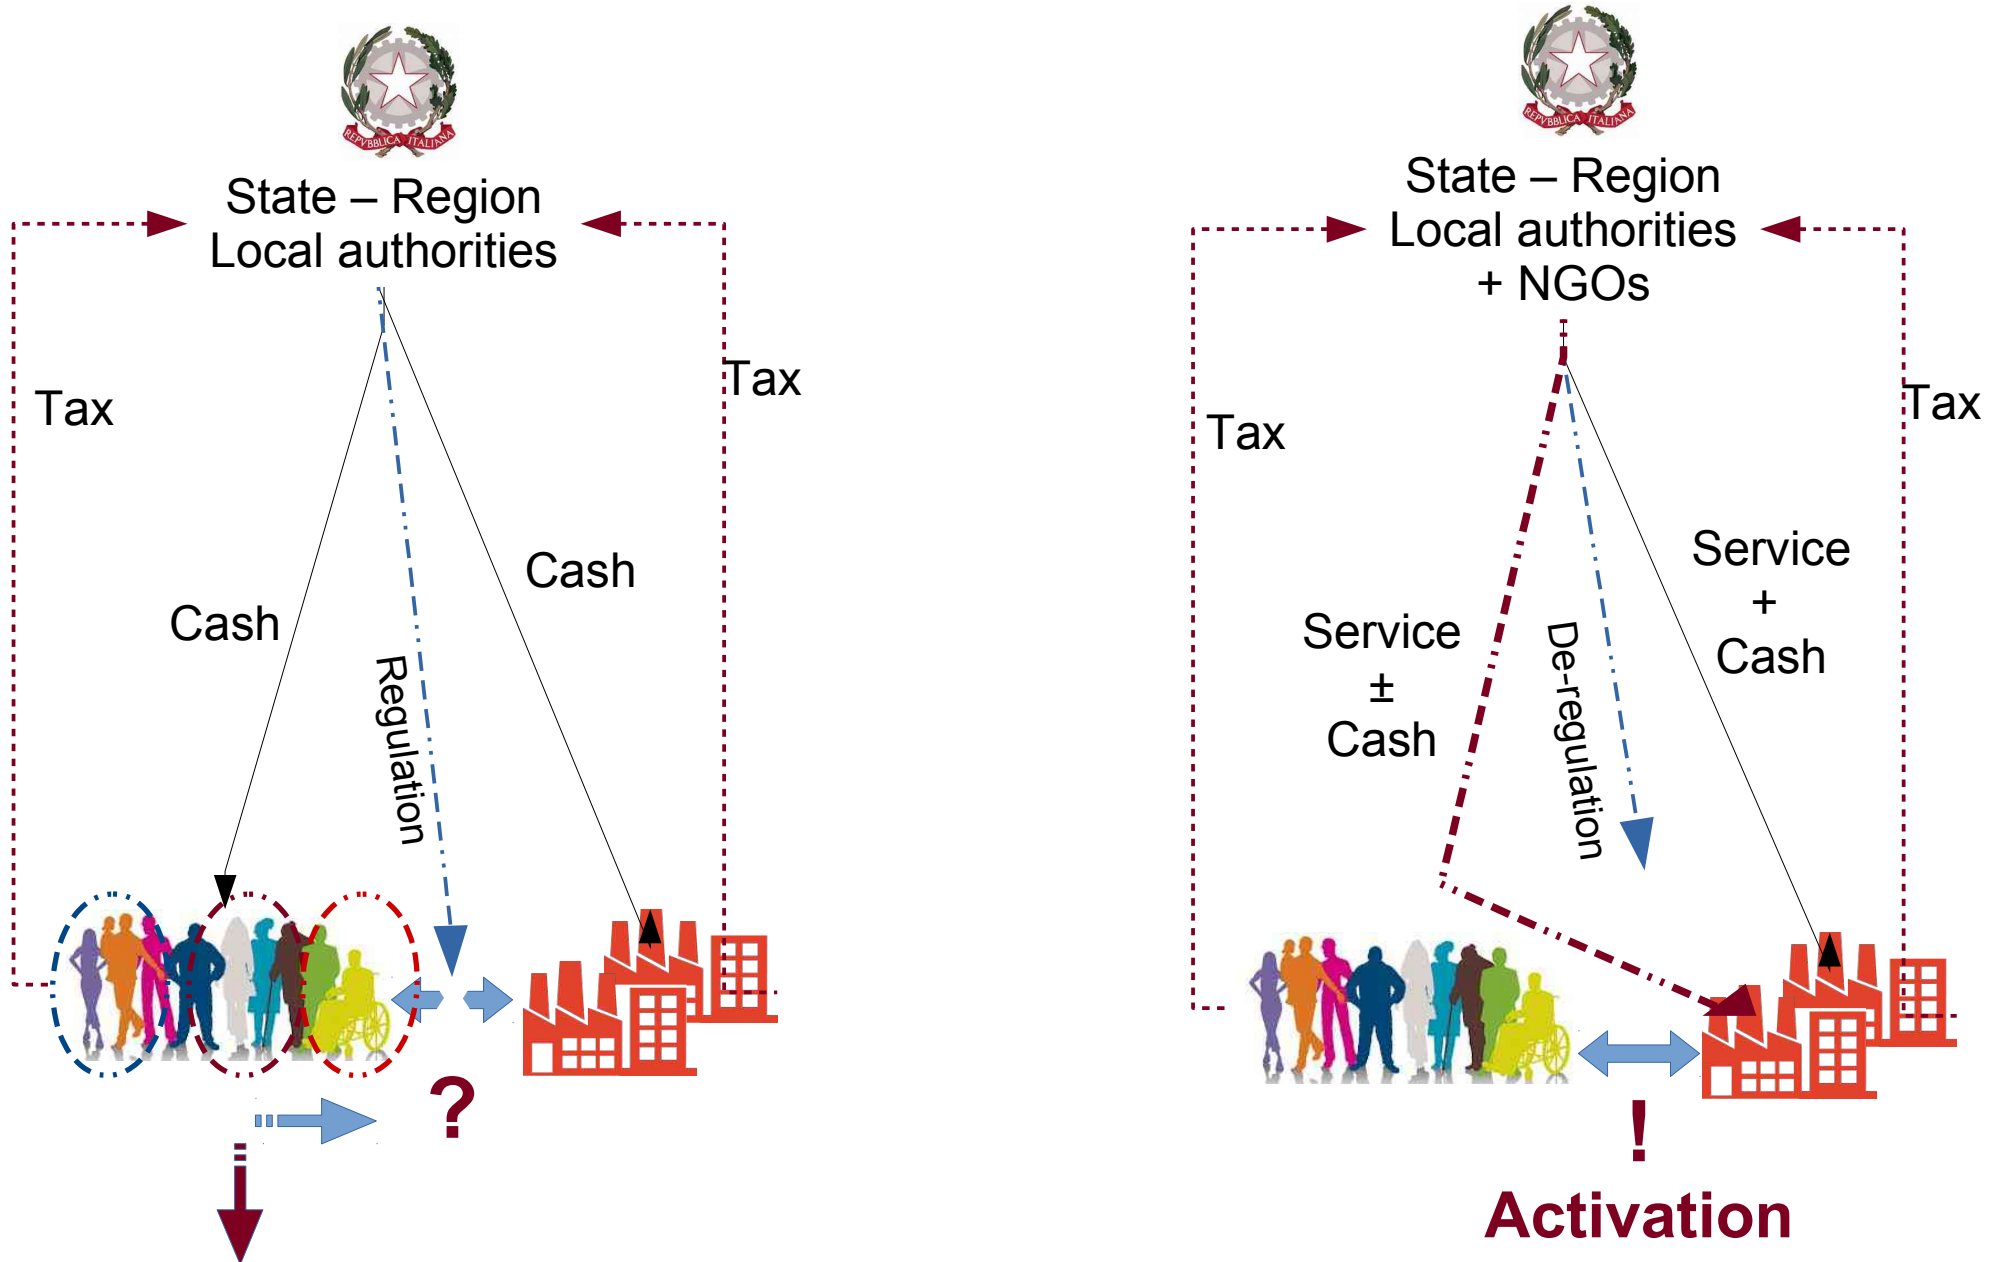 REPVBBLICA ITALIANA
State – Region
Local authorities
Tax
Tax
Cash
Cash
Regulation
?
REPVBBLICA ITALIANA
State – Region
Local authorities
+ NGOs
Tax
Tax
Service
±
Cash
De-regulation
Service
+
Cash
!
Activation